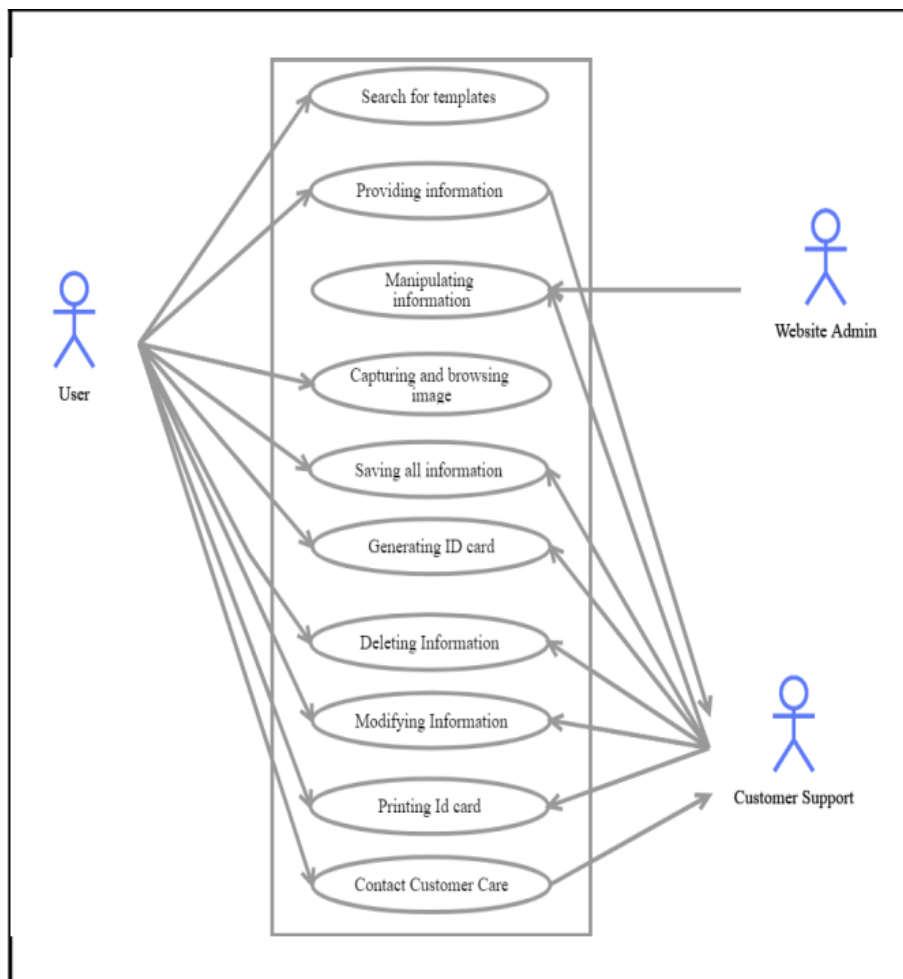 Search for templates
Providing information
Manipulating
information
Website Admin
Capturing and browsing
image
User
Saving all information
Generating ID card
Deleting Information
Modifying Information
Printing Id card
Customer Support
Contact Customer Care